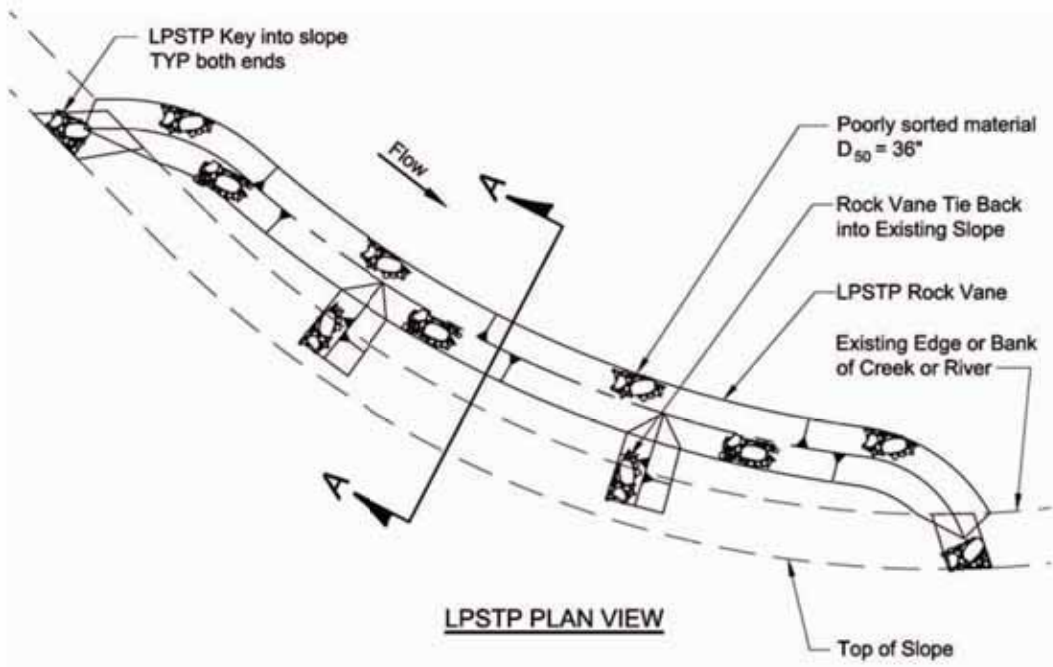 LPSTP Key into slope
TYP both ends
Flow
A
Poorly sorted material
D50 = 36"
Rock Vane Tie Back
into Existing Slope
LPSTP Rock Vane
Existing Edge or Bank
of Creek or River
A
LPSTP PLAN VIEW
Top of Slope